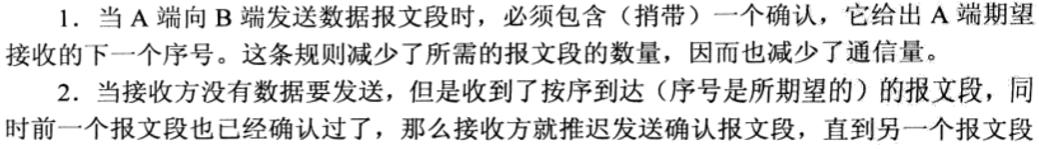 1．当 A 端向 B 端发送数据报文段时，必须包含（捎带）一个确认，它给出 A 端期望
接收的下一个序号。这条规则减少了所需的报文段的数量，因而也减少了通信量。
2．当接收方没有数据要发送，但是收到了按序到达（序号是所期望的）的报文段，同
时前一个报文段也已经确认过了，那么接收方就推迟发送确认报文段，直到另一个报文段